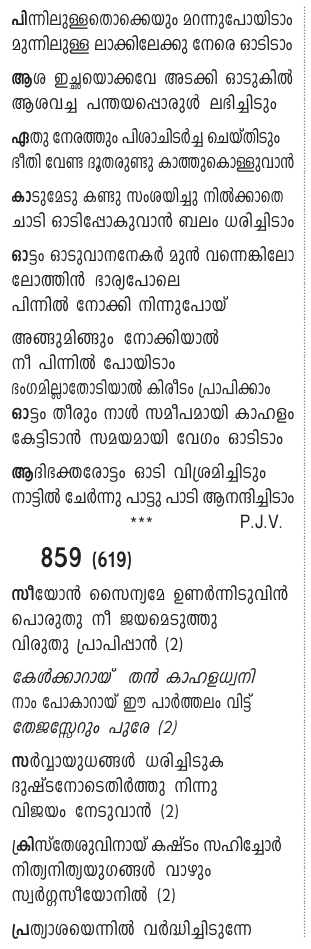 പിന്നിലുള്ളതൊക്കെയും മറന്നുപോയിടാം
മുന്നിലുള്ള ലാക്കിലേക്കു നേരെ ഓടിടാം
ആശ ഇച്ഛയൊക്കവേ അടക്കി ഓടുകിൽ
ആശവച്ച പന്തയപ്പൊരുൾ ലഭിച്ചിടും
ഏതു നേരത്തും പിശാചിടർച്ച ചെയ്തിടും
ഭീതി വേണ്ട ദൂതരുണ്ടു കാത്തുകൊള്ളുവാൻ
കാടുമേടു കണ്ടു സംശയിച്ചു നിൽക്കാതെ
ചാടി ഓടിപ്പോകുവാൻ ബലം ധരിച്ചിടാം
ഓട്ടം ഓടുവാനനേകർ മുൻ വന്നെങ്കിലോ
ലോത്തിൻ ഭാര്യപോലെ
പിന്നിൽ നോക്കി നിന്നുപോയ്
അങ്ങുമിങ്ങും നോക്കിയാൽ
നീ പിന്നിൽ പോയിടാം
ഭംഗമില്ലാതോടിയാൽ കിരീടം പ്രാപിക്കാം
ഓട്ടം തീരും നാൾ സമീപമായി കാഹളം
കേട്ടിടാൻ സമയമായി വേഗം ഓടിടാം
ആദിഭക്തരോട്ടം ഓടി വിശ്രമിച്ചിടും
നാട്ടിൽ ചേർന്നു പാട്ടു പാടി ആനന്ദിച്ചിടാം
*** P.J.V.
859 (619)
സീയോൻ സൈന്യമേ ഉണർന്നിടുവിൻ
പൊരുതു നീ ജയമെടുത്തു
വിരുതു പ്രാപിപ്പാൻ (2)
കേൾക്കാറായ് തൻ കാഹളധ്വനി
നാം പോകാറായ് ഈ പാർത്തലം വിട്ട്
തേജസ്സേറും പുരേ (2)
സർവ്വായുധങ്ങൾ ധരിച്ചിടുക
ദുഷ്ടനോടെതിർത്തു നിന്നു
വിജയം നേടുവാൻ (2)
ക്രിസ്തേശുവിനായ് കഷ്ടം സഹിച്ചോർ
നിത്യനിത്യയുഗങ്ങൾ വാഴും
സ്വർഗ്ഗസീയോനിൽ (2)
പ്രത്യാശയെന്നിൽ വർദ്ധിച്ചിടുന്നേ